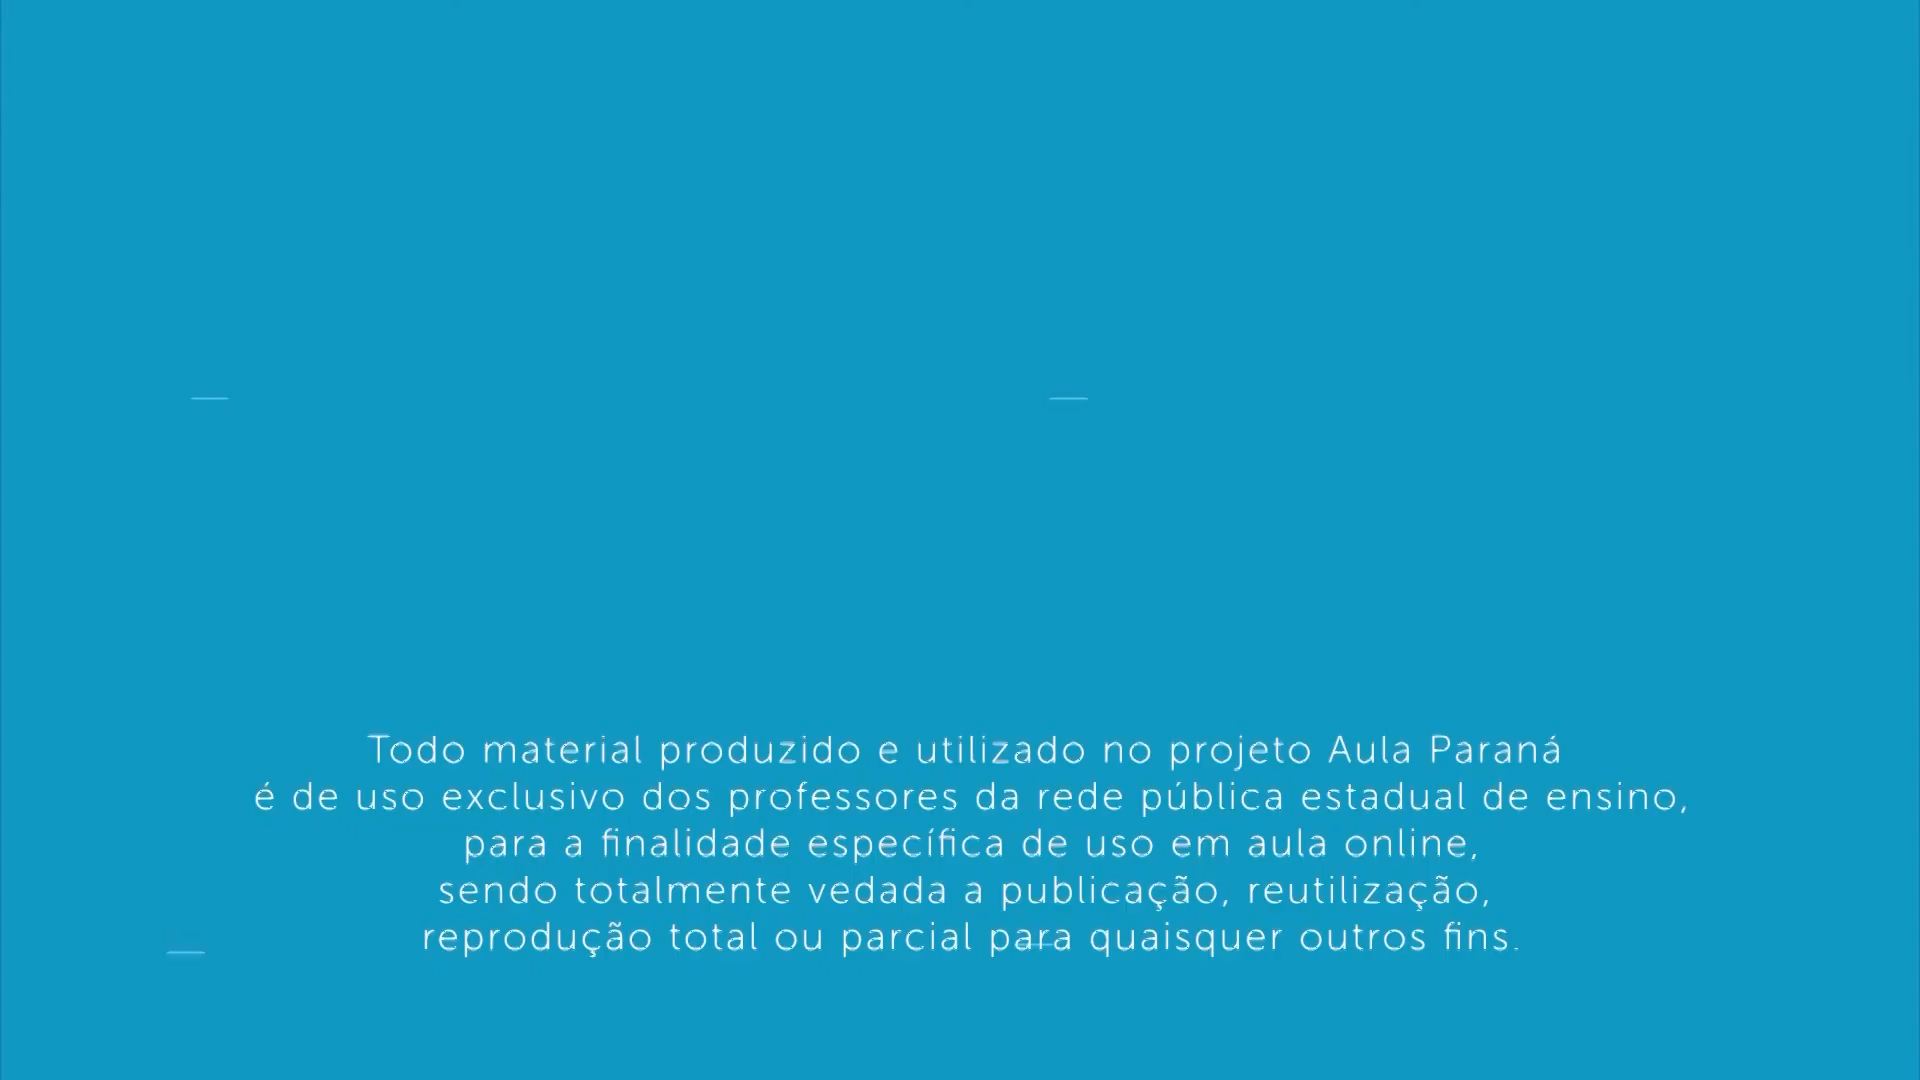 Todo material produzido e utilizado no projeto Aula Paraná
é de uso exclusivo dos professores da rede pública estadual de ensino,
para a finalidade específica de uso em aula online,
sendo totalmente vedada a publicação, reutilização,
reprodução total ou parcial para quaisquer outros fins.